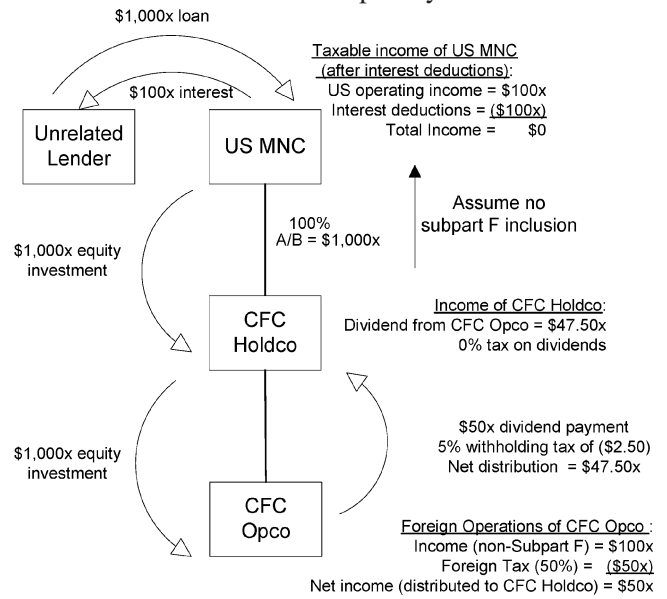 $1,000x loan
$100x interest
Unrelated
Lender
US MNC
Taxable income of US MNC
(after interest deductions):
US operating income = $100x
Interest deductions = ($100x)
Total Income = $0
$1,000x equity
investment
100%
A/B = $1,000x
Assume no
subpart F inclusion
CFC
Holdco
Income of CFC Holdco:
Dividend from CFC Opco = $47.50x
0% tax on dividends
$1,000x equity
investment
$50x dividend payment
5% withholding tax of ($2.50)
Net distribution = $47.50x
CFC
Opco
Foreign Operations of CFC Opco :
Income (non-Subpart F) = $100x
Foreign Tax (50%) = ($50x)
Net income (distributed to CFC Holdco) = $50x